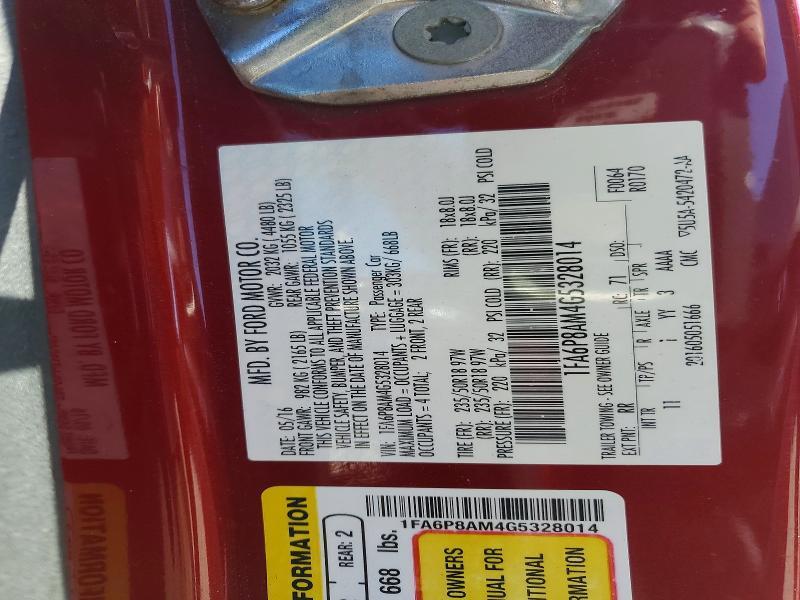 MFD. BY FORD MOTOR CO.
DATE: 05/16 GVWR: 2032 KG (4480 LB)
FRONT GAWR: 982 KG (2165 LB) REAR GAWR: 1055 KG (2325 LB)
THIS VEHICLE CONFORMS TO ALL APPLICABLE FEDERAL MOTOR
VEHICLE SAFETY, BUMPER, AND THEFT PREVENTION STANDARDS
IN EFFECT ON THE DATE OF MANUFACTURE SHOWN ABOVE.
VIN: 1FA6P8AM4G5328014 TYPE: Passenger Car
MAXIMUM LOAD = OCCUPANTS + LUGGAGE = 303KG/ 668LB
OCCUPANTS = 4 TOTAL; 2 FRONT, 2 REAR
TIRE (FR): 235/50R18 97W RIMS (FR): 18x8.0J
(RR): 235/50R18 97W (RR): 18x8.0J
PRESSURE (FR): 220 kPa/ 32 PSI COLD (RR): 220 kPa/ 32 PSI COLD
1FA6P8AM4G5328014
TRAILER TOWING - SEE OWNER GUIDE
F0064
EXT PNT: RR RC: 71 DSO: R0170
INT TR TP/PS R AXLE TR SPR
11 i YY 3 AAAA
201605051666 CMC
1FA6P8AM4G5328014
FORMATION
REAR: 2
668 lbs.
OWNERS
UAL FOR
ITIONAL
RMATION